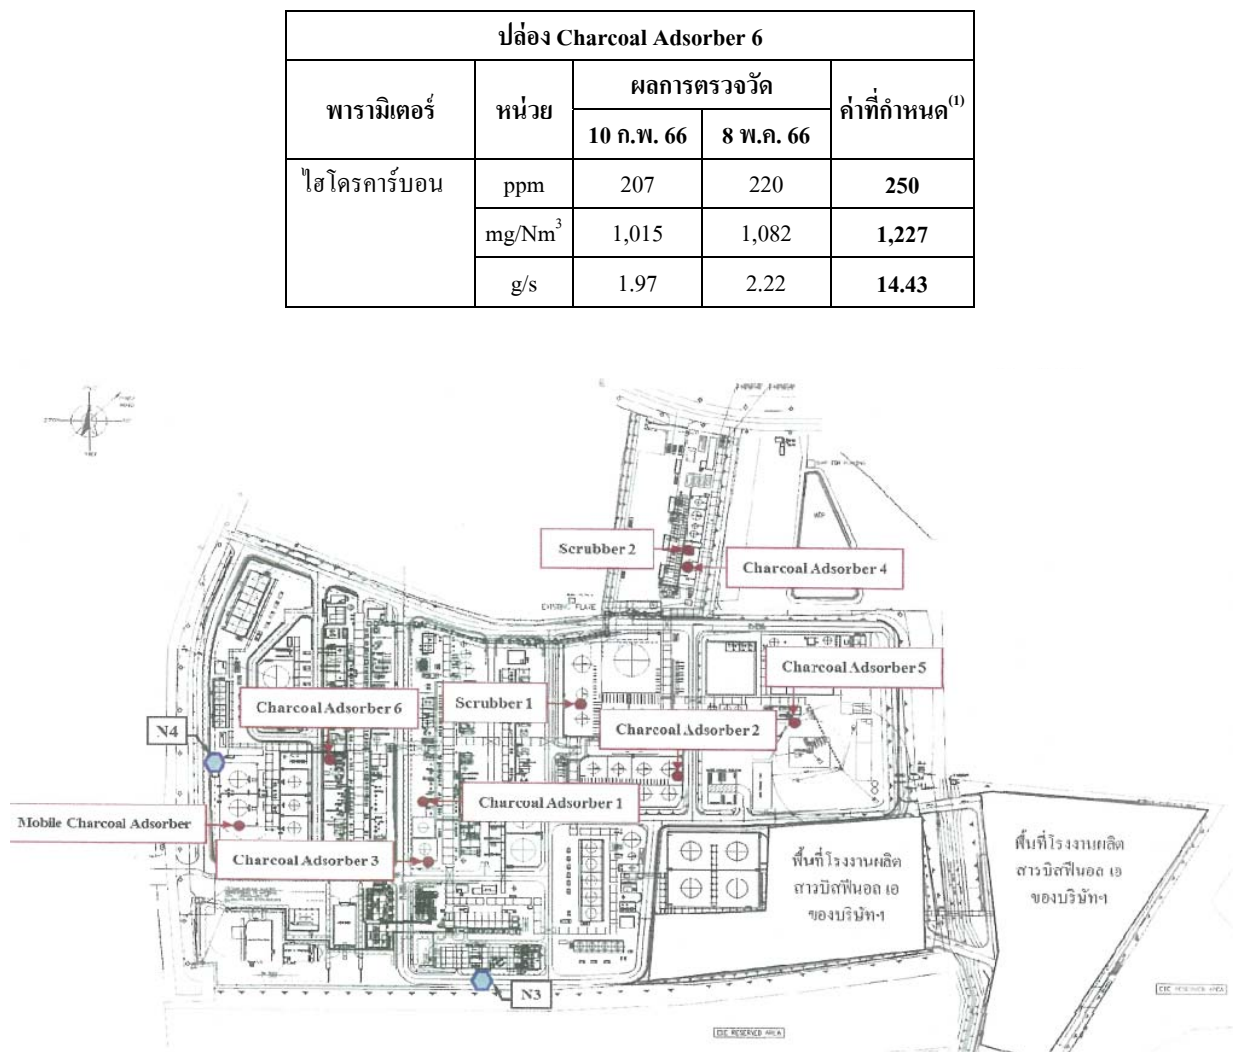 ปล่อง Charcoal Adsorber 6
พารามิเตอร์ หน่วย ผลการตรวจวัด ค่าที่กำหนด(1)
10 ก.พ. 66 8 พ.ค. 66
ไฮโดรคาร์บอน ppm 207 220 250
mg/Nm3 1,015 1,082 1,227
g/s 1.97 2.22 14.43
Scrubber 2
Charcoal Adsorber 4
EXISTING FLARE
Charcoal Adsorber 5
Charcoal Adsorber 6
Scrubber 1
Charcoal Adsorber 2
N4
Charcoal Adsorber 1
Mobile Charcoal Adsorber
Charcoal Adsorber 3
พื้นที่โรงงานผลิต
สารบิสฟีนอล เอ
ของบริษัทฯ
พื้นที่โรงงานผลิต
สารบิสฟีนอล เอ
ของบริษัทฯ
N3
RESERVED AREA
RESERVED AREA